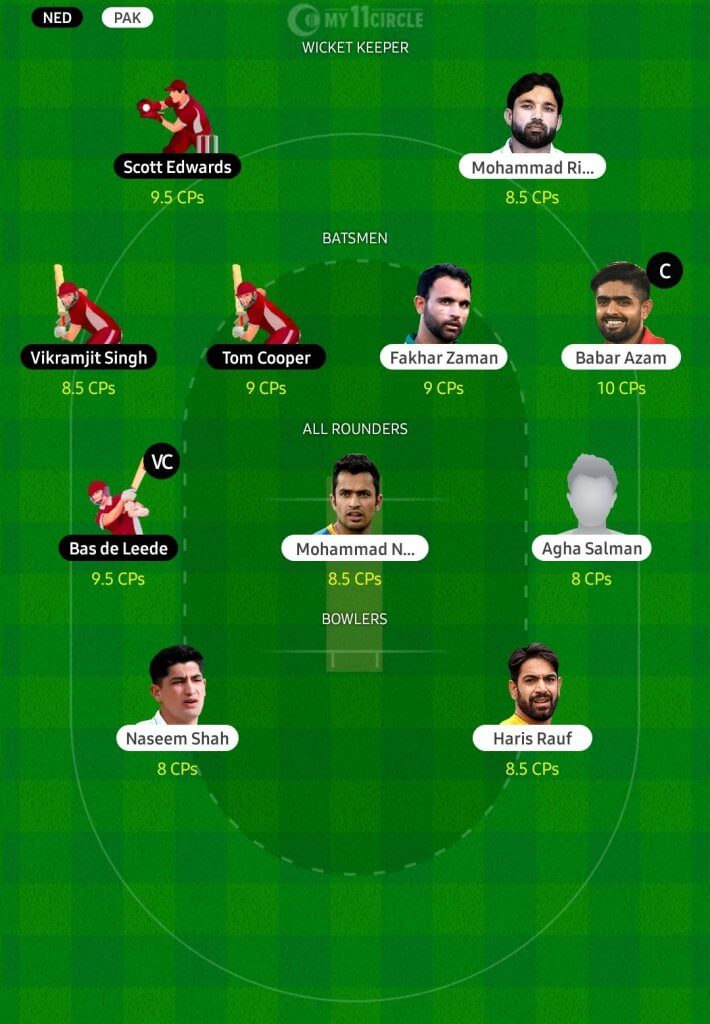 NED PAK
MY11CIRCLE
WICKET KEEPER
Scott Edwards Mohammad Ri...
9.5 CPs 8.5 CPs
BATSMEN
C
Vikramjit Singh Tom Cooper Fakhar Zaman Babar Azam
8.5 CPs 9 CPs 9 CPs 10 CPs
ALL ROUNDERS
VC
Bas de Leede Mohammad N... Agha Salman
9.5 CPs 8.5 CPs 8 CPs
BOWLERS
Naseem Shah Haris Rauf
8 CPs 8.5 CPs